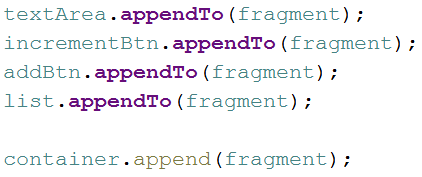 textArea.appendTo(fragment);
incrementBtn.appendTo(fragment);
addBtn.appendTo(fragment);
list.appendTo(fragment);

container.append(fragment);